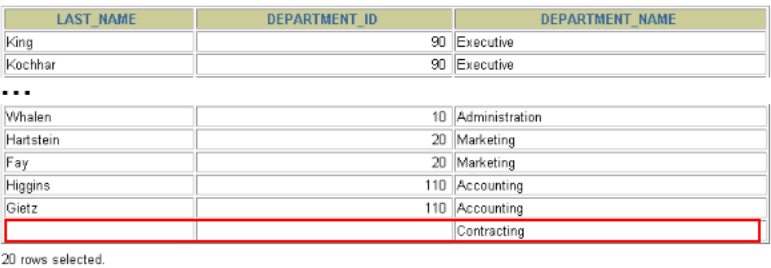 LAST_NAME DEPARTMENT_ID DEPARTMENT_NAME
King 90 Executive
Kochhar 90 Executive
...
Whalen 10 Administration
Hartstein 20 Marketing
Fay 20 Marketing
Higgins 110 Accounting
Gietz 110 Accounting
Contracting
20 rows selected.